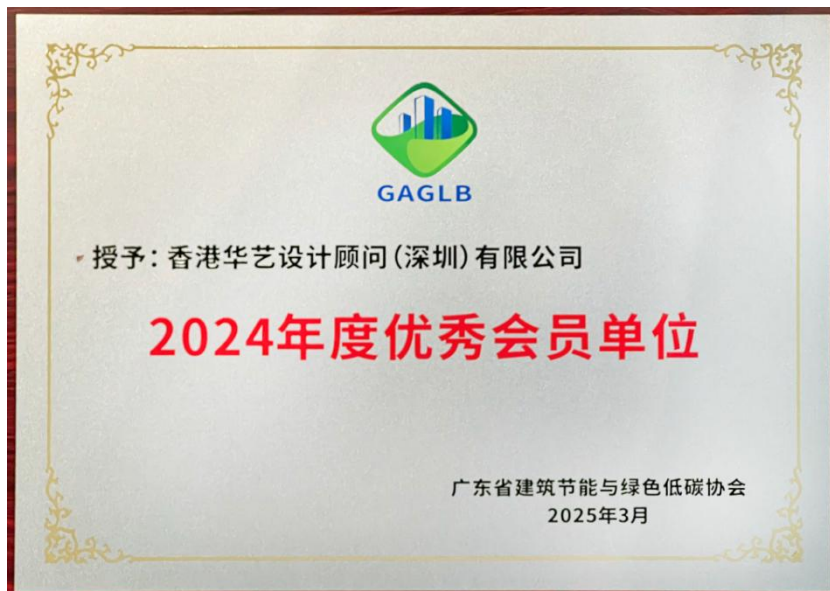 GAGLB
授予：香港华艺设计顾问（深圳）有限公司
2024年度优秀会员单位
广东省建筑节能与绿色低碳协会
2025年3月